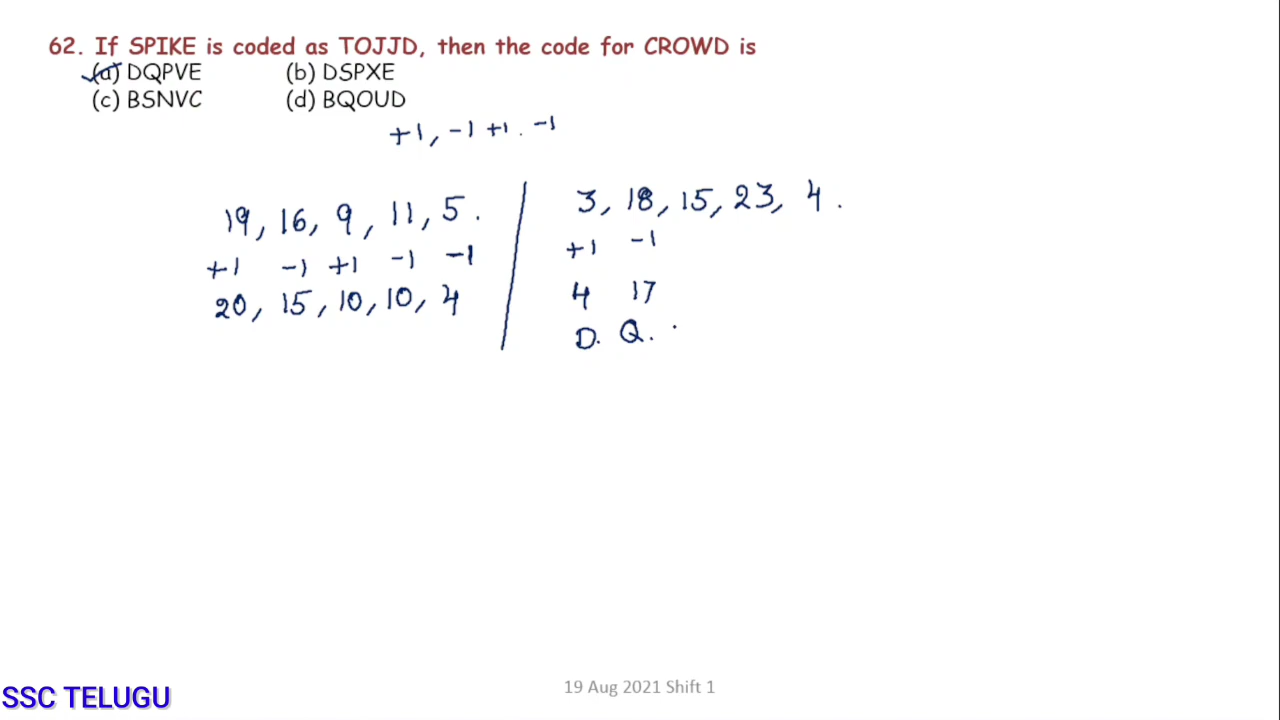 62. If SPIKE is coded as TOJJD, then the code for CROWD is
(a) DQPVE (b) DSPXE
(c) BSNVC (d) BQOUD
+1, -1 +1. -1
19, 16, 9, 11, 5.
3, 18, 15, 23, 4.
+1 -1 +1 -1 -1
+1 -1
20, 15, 10, 10, 4
4 17
D. Q.
19 Aug 2021 Shift 1
SSC TELUGU